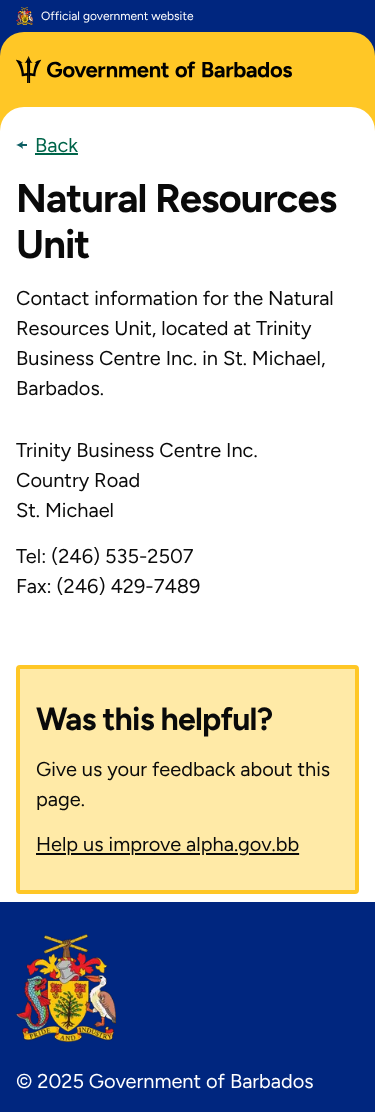 Official government website
Government of Barbados
Back
Natural Resources
Unit
Contact information for the Natural
Resources Unit, located at Trinity
Business Centre Inc. in St. Michael,
Barbados.
Trinity Business Centre Inc.
Country Road
St. Michael
Tel: (246) 535-2507
Fax: (246) 429-7489
Was this helpful?
Give us your feedback about this
page.
Help us improve alpha.gov.bb
PRIDE AND INDUSTRY
© 2025 Government of Barbados